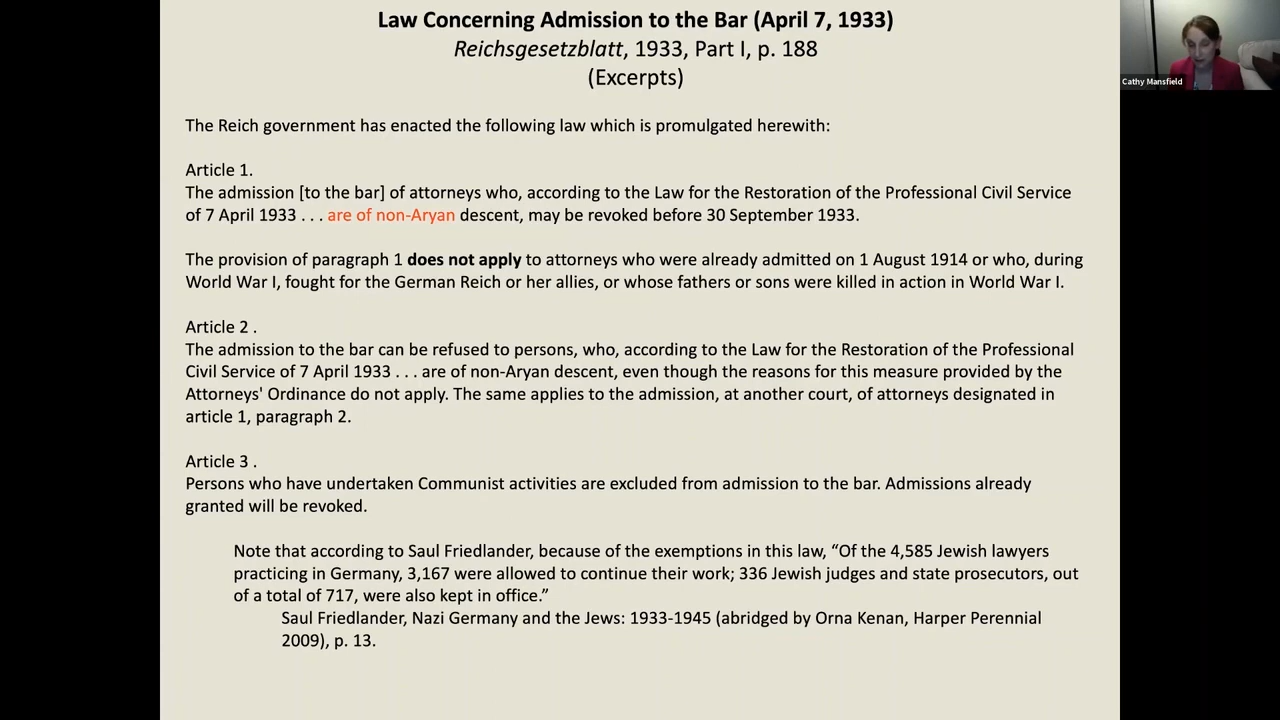 Law Concerning Admission to the Bar (April 7, 1933)
Reichsgesetzblatt, 1933, Part I, p. 188
(Excerpts)
Cathy Mansfield
The Reich government has enacted the following law which is promulgated herewith:
Article 1.
The admission [to the bar] of attorneys who, according to the Law for the Restoration of the Professional Civil Service
of 7 April 1933 . . . are of non-Aryan descent, may be revoked before 30 September 1933.
The provision of paragraph 1 does not apply to attorneys who were already admitted on 1 August 1914 or who, during
World War I, fought for the German Reich or her allies, or whose fathers or sons were killed in action in World War I.
Article 2 .
The admission to the bar can be refused to persons, who, according to the Law for the Restoration of the Professional
Civil Service of 7 April 1933 . . . are of non-Aryan descent, even though the reasons for this measure provided by the
Attorneys' Ordinance do not apply. The same applies to the admission, at another court, of attorneys designated in
article 1, paragraph 2.
Article 3 .
Persons who have undertaken Communist activities are excluded from admission to the bar. Admissions already
granted will be revoked.
Note that according to Saul Friedlander, because of the exemptions in this law, “Of the 4,585 Jewish lawyers
practicing in Germany, 3,167 were allowed to continue their work; 336 Jewish judges and state prosecutors, out
of a total of 717, were also kept in office.”
Saul Friedlander, Nazi Germany and the Jews: 1933-1945 (abridged by Orna Kenan, Harper Perennial
2009), p. 13.